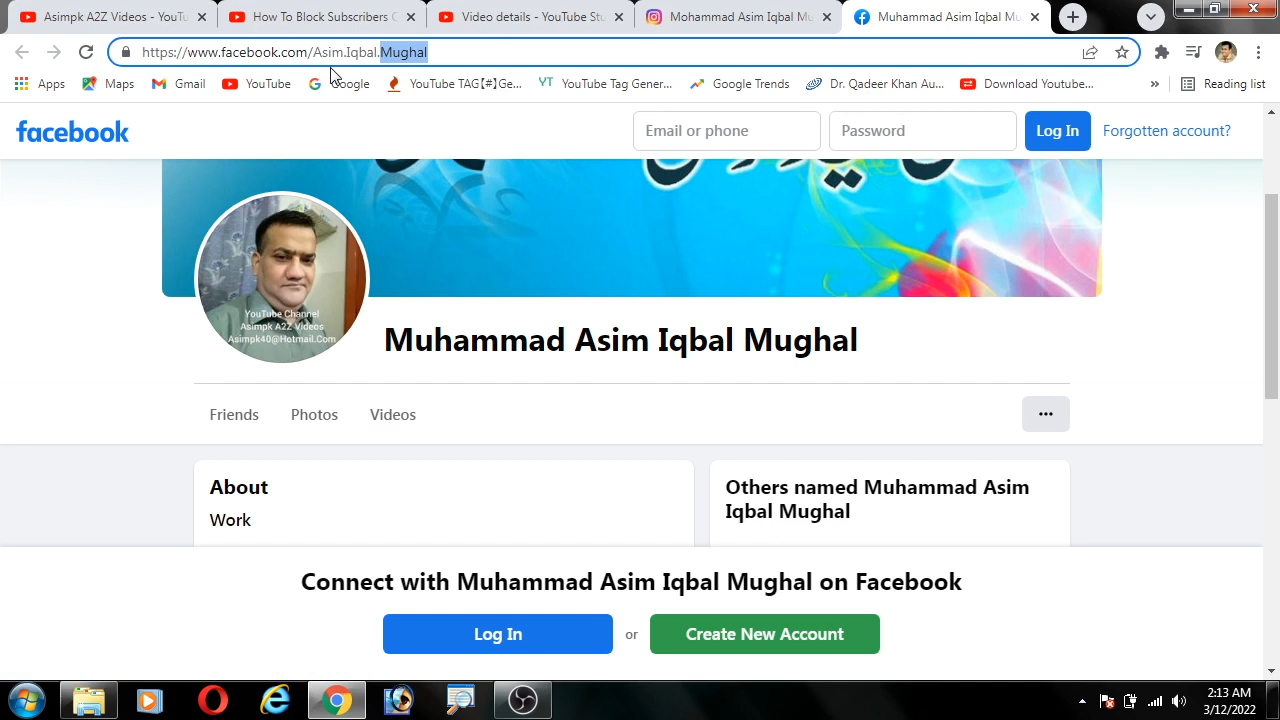 Asimpk A2Z Videos - YouTu
How To Block Subscriber's C
Video details - YouTube Stu
Mohammad Asim Iqbal Mu
Muhammad Asim Iqbal Mu
https://www.facebook.com/Asim.Iqbal.Mughal
Apps
Maps
Gmail
YouTube
Google
YouTube TAG【#】Ge...
YT
YouTube Tag Gener...
Google Trends
Dr. Qadeer Khan Au...
Download Youtube...
»
Reading list
facebook
Email or phone
Password
Log In
Forgotten account?
YouTube Channel
Asimpk A2Z Videos
Asimpk40@Hotmail.Com
Muhammad Asim Iqbal Mughal
Friends
Photos
Videos
...
About
Work
Others named Muhammad Asim
Iqbal Mughal
Connect with Muhammad Asim Iqbal Mughal on Facebook
Log In
or
Create New Account
2:13 AM
3/12/2022